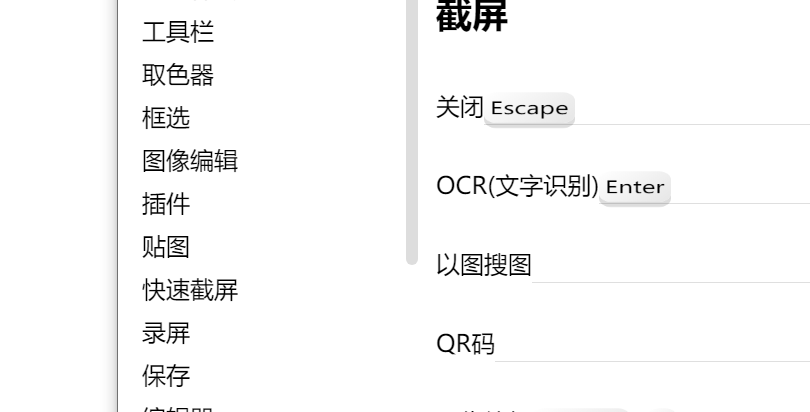 工具栏
取色器
框选
图像编辑
插件
贴图
快速截屏
录屏
保存
截屏
关闭 Escape
OCR(文字识别) Enter
以图搜图
QR码